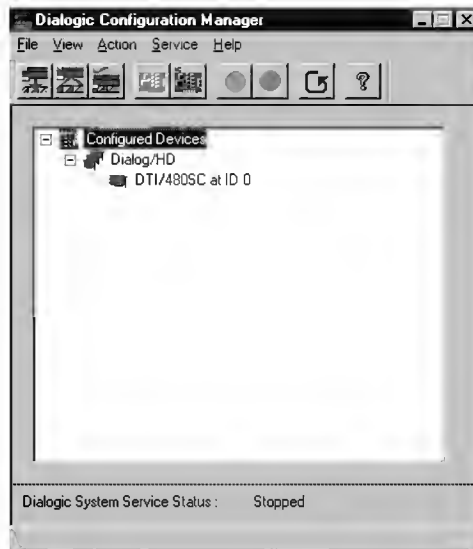 Dialogic Configuration Manager
File View Action Service Help
Configured Devices
Dialog/HD
DTI/480SC at ID 0
Dialogic System Service Status : Stopped